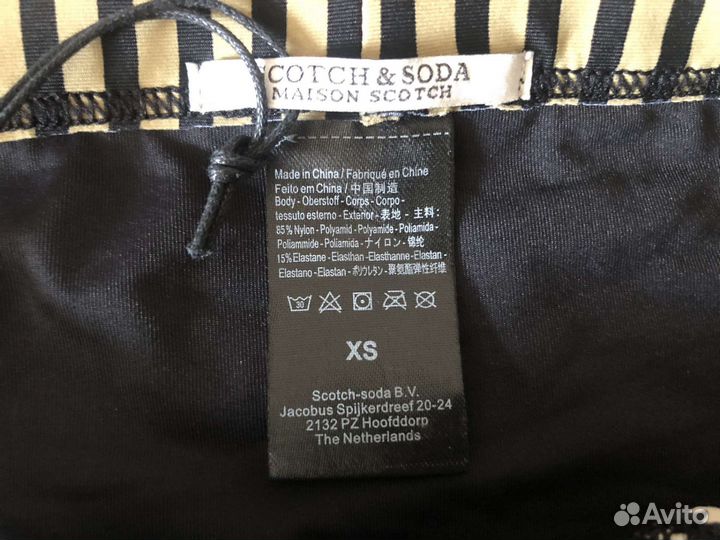 SCOTCH & SODA
MAISON SCOTCH
Made in China / Fabriqué en Chine
Feito em China / 中国制造
Body - Oberstoff - Corps - Corpo -
tessuto esterno - Exterior - 表地 - 主料:
85% Nylon - Polyamid - Polyamide - Poliamida -
Poliammide - Poliamida - ナイロン - 锦纶
15% Elastane - Elasthan - Elasthanne - Elastan -
Elastano - Elastan - ポリウレタン - 聚氨酯弹性纤维
30
XS
Scotch-soda B.V.
Jacobus Spijkerdreef 20-24
2132 PZ Hoofddorp
The Netherlands
Avito